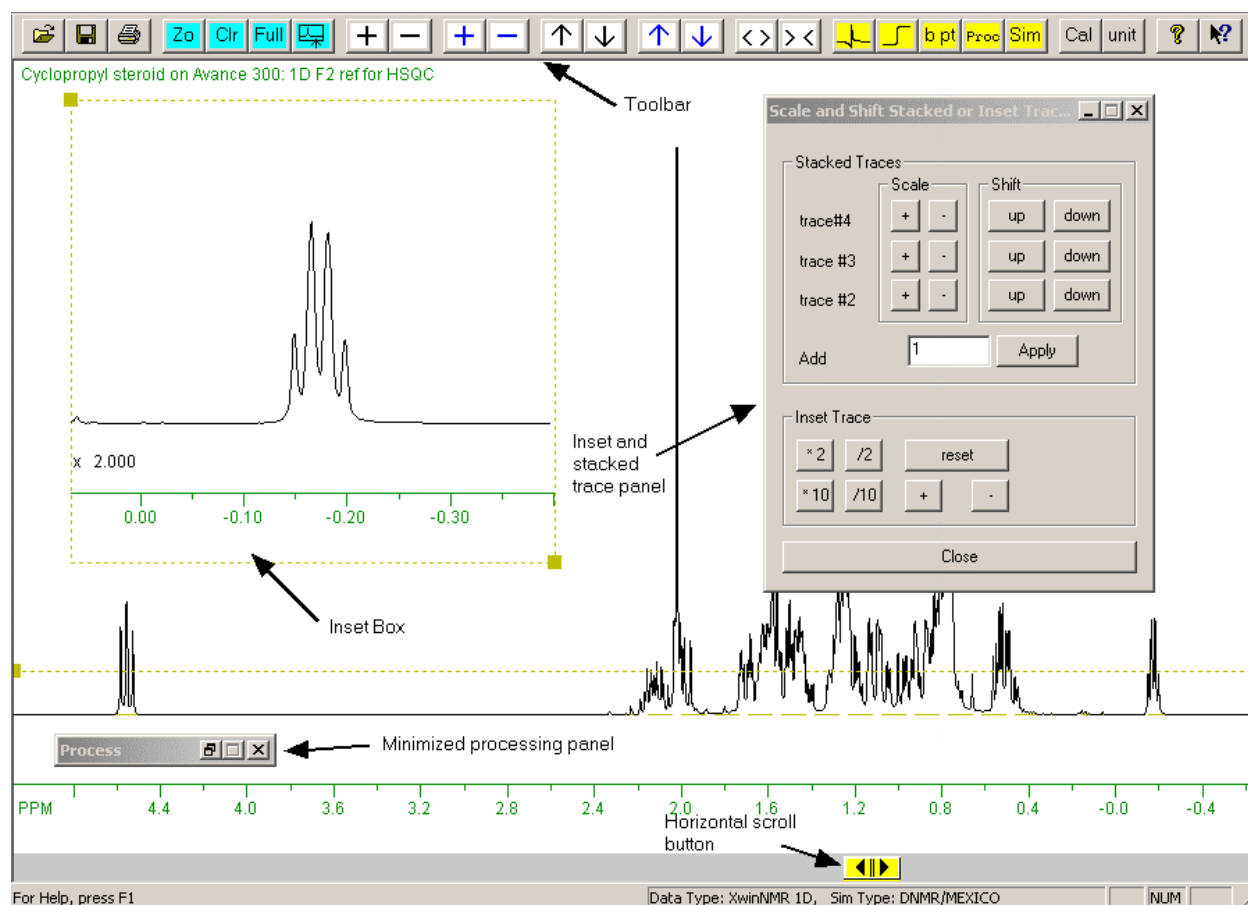 Zo Clr Full + − + − ↑ ↓ ↑ ↓ < > > < b pt Proc Sim Cal unit ? ?
Cyclopropyl steroid on Avance 300: 1D F2 ref for HSQC
Toolbar
Scale and Shift Stacked or Inset Trac...
Stacked Traces
Scale Shift
trace#4 + - up down
trace #3 + - up down
trace #2 + - up down
Add 1 Apply
Inset and
stacked
trace panel
Inset Trace
* 2 /2 reset
* 10 /10 + -
Close
x 2.000
0.00 -0.10 -0.20 -0.30
Inset Box
Process
Minimized processing panel
PPM 4.4 4.0 3.6 3.2 2.8 2.4 2.0 1.6 1.2 0.8 0.4 -0.0 -0.4
Horizontal scroll
button
For Help, press F1 Data Type: XwinNMR 1D, Sim Type: DNMR/MEXICO NUM